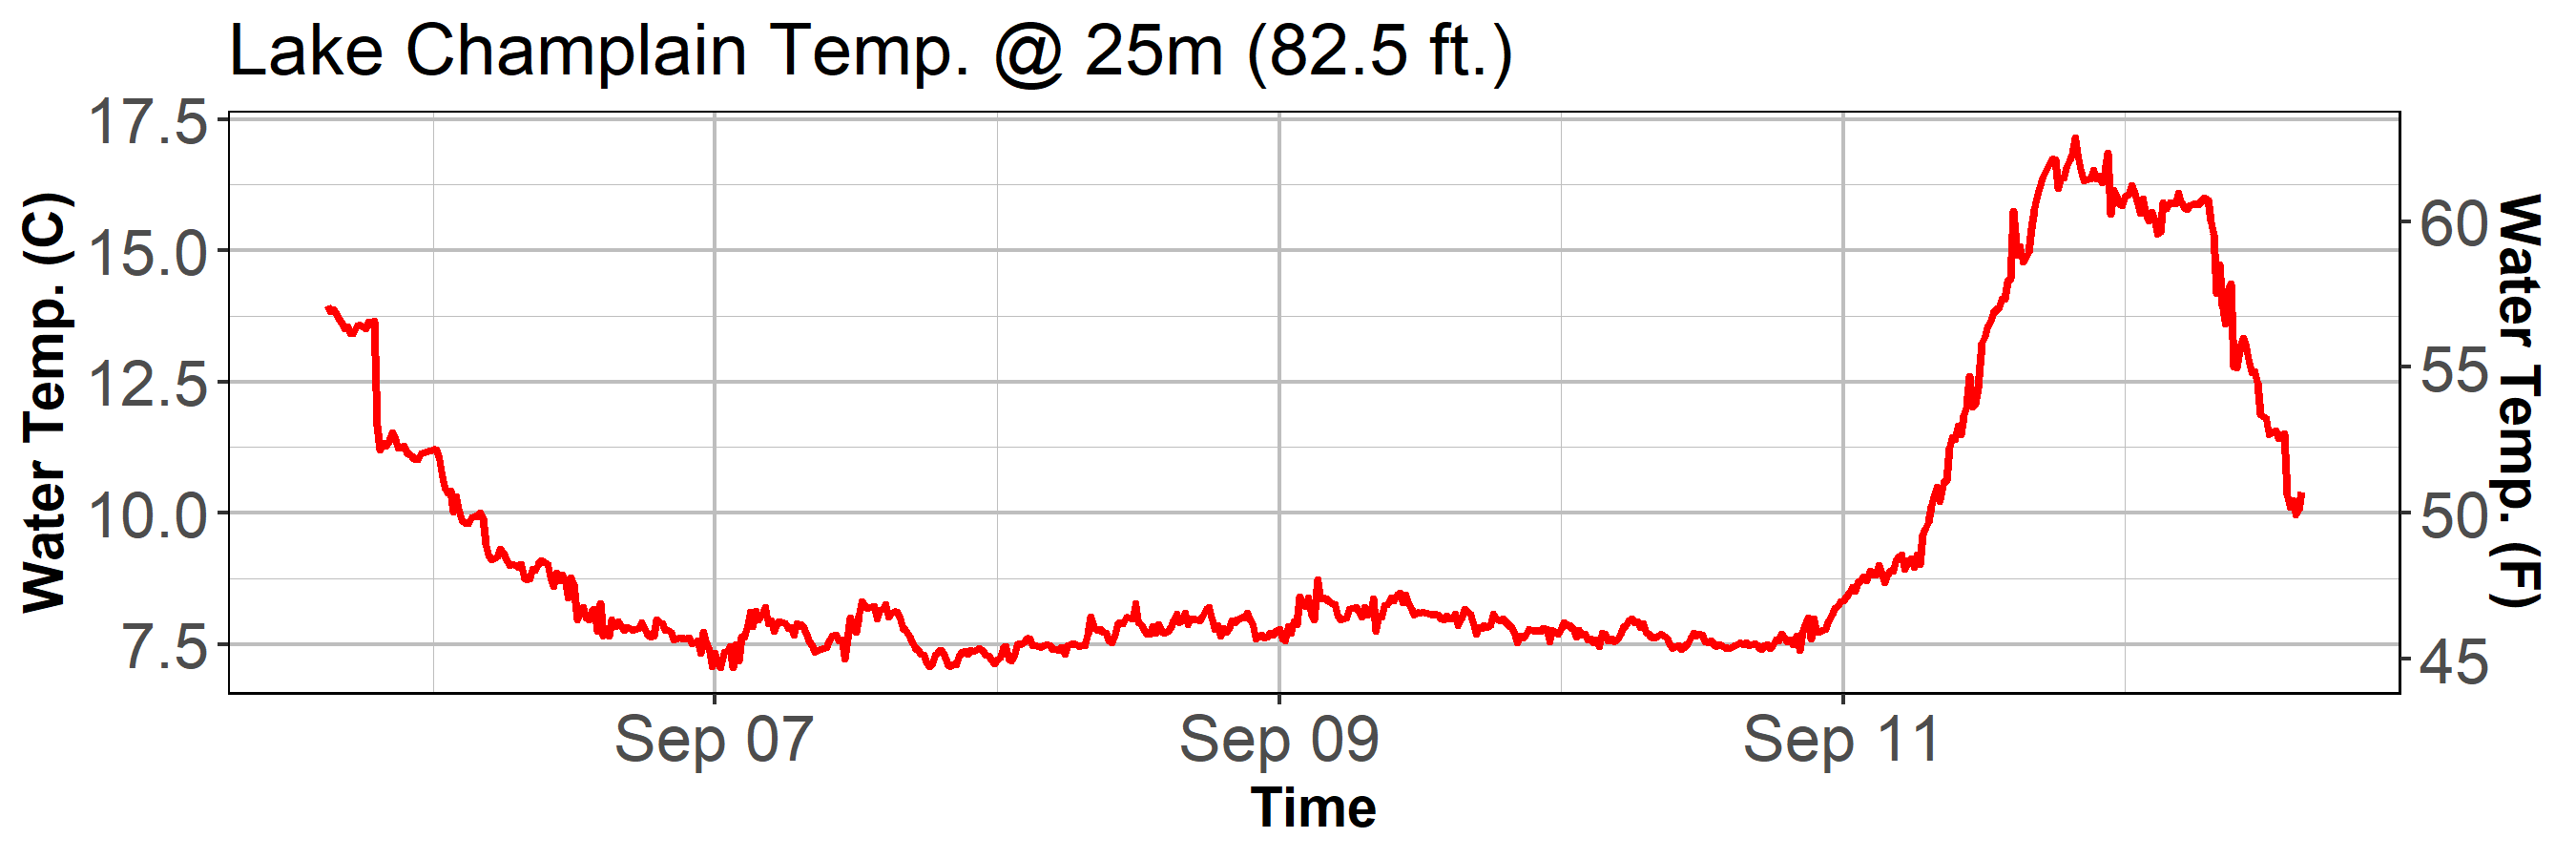 Lake Champlain Temp. @ 25m (82.5 ft.)
Water Temp. (C)
17.5
15.0
12.5
10.0
7.5
60
55
50
45
Water Temp. (F)
Sep 07
Sep 09
Sep 11
Time